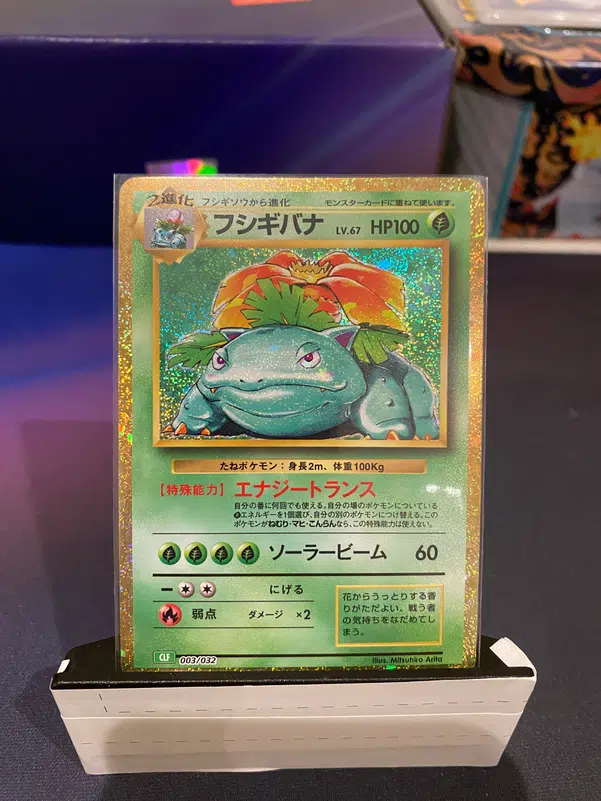 2進化 フシギソウから進化 モンスターカードに重ねて使います。
フシギバナ LV.67 HP100
たねポケモン：身長2m、体重100Kg
【特殊能力】 エナジートランス
自分の番に何回でも使える。自分の場のポケモンについている
エネルギーを1個選び、自分の別のポケモンにつけ替える。この
ポケモンがねむり・マヒ・こんらんなら、この特殊能力は使えない。
ソーラービーム 60
にげる
弱点 ダメージ ×2
花からうっとりする香
りがただよい、戦う者
の気持ちをなだめてし
まう。
CLF 003/032 Illus. Mitsuhiro Arita